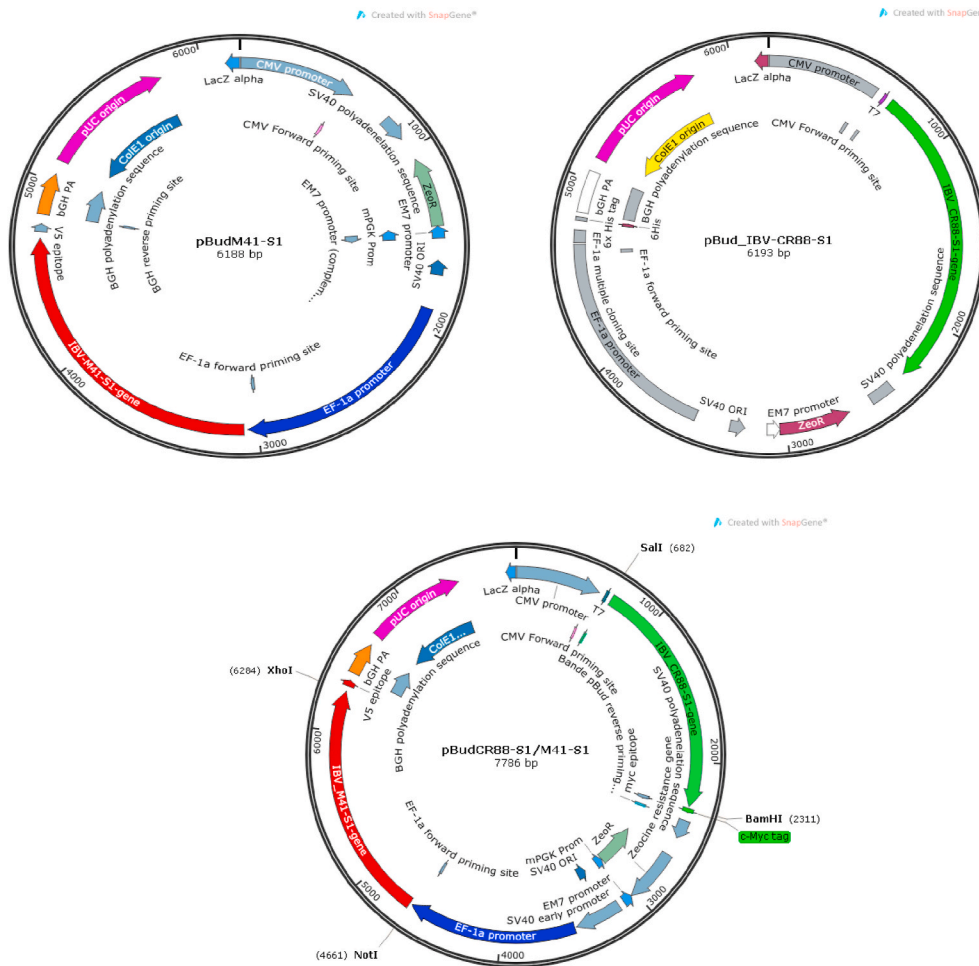 Created with SnapGene®
6000
LacZ alpha
CMV promoter
SV40 polyadenelation sequence
1000
pUC origin
ColE1 origin
CMV Forward priming site
ZeoR
5000
bGH PA
V5 epitope
BGH polyadenylation sequence
BGH reverse priming site
EM7 promoter (complem...
mPGK Prom
EM7 promoter
SV40 ORI
pBudM41-S1
6188 bp
2000
EF-1a forward priming site
IBV-M41-S1-gene
4000
EF-1a promoter
3000
Created with SnapGene®
6000
LacZ alpha
CMV promoter
T7
1000
pUC origin
ColE1 origin
CMV Forward priming site
5000
bGH PA
6x His tag
BGH polyadenylation sequence
6His
IBV_CR88-S1-gene
pBud_IBV-CR88-S1
6193 bp
EF-1a multiple cloning site
EF-1a forward priming site
EF-1a promoter
4000
SV40 polyadenelation sequence
2000
SV40 ORI
EM7 promoter
ZeoR
3000
Created with SnapGene®
SalI (682)
LacZ alpha
CMV promoter
T7
1000
7000
pUC origin
ColE1...
CMV Forward priming site
Bande pBud reverse priming...
(6284) XhoI
bGH PA
V5 epitope
BGH polyadenylation sequence
IBV_CR88-S1-gene
SV40 polyadenelation sequence
2000
6000
pBudCR88-S1/M41-S1
7786 bp
myc epitope
Zeocine resistance gene
BamHI (2311)
c-Myc tag
IBV_M41-S1-gene
EF-1a forward priming site
mPGK Prom
ZeoR
SV40 ORI
EM7 promoter
SV40 early promoter
3000
5000
EF-1a promoter
(4661) NotI
4000